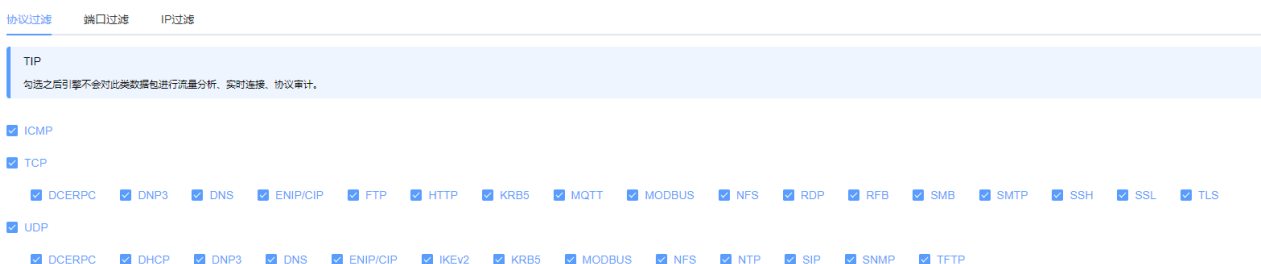 协议过滤 端口过滤 IP过滤
TIP
勾选之后引擎不会对此类数据包进行流量分析、实时连接、协议审计。
ICMP
TCP
DCERPC DNP3 DNS ENIP/CIP FTP HTTP KRB5 MQTT MODBUS NFS RDP RFB SMB SMTP SSH SSL TLS
UDP
DCERPC DHCP DNP3 DNS ENIP/CIP IKEv2 KRB5 MODBUS NFS NTP SIP SNMP TFTP